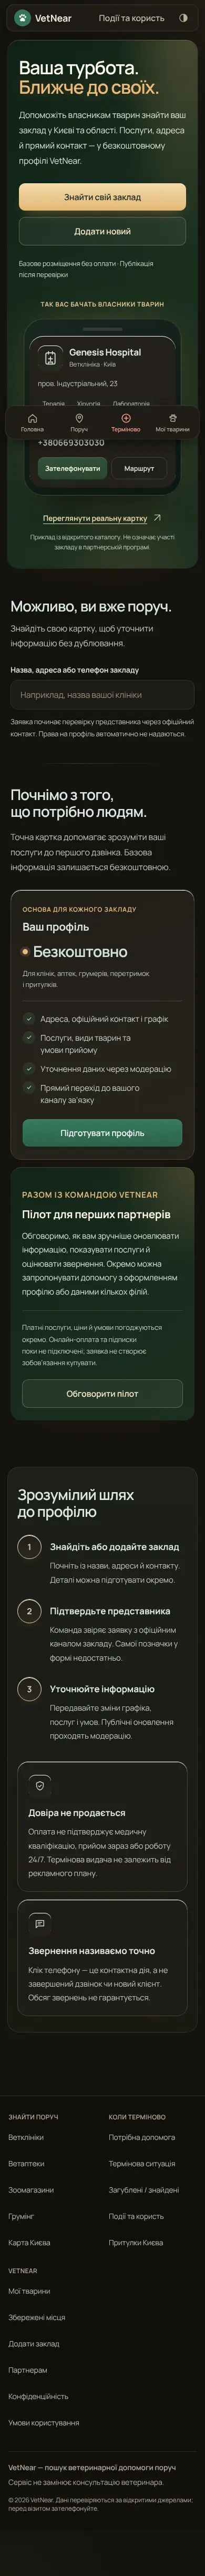 VetNear
Події та користь
Ваша турбота.
Ближче до своїх.
Допоможіть власникам тварин знайти ваш
заклад у Києві та області. Послуги, адреса
й прямий контакт — у безкоштовному
профілі VetNear.
Знайти свій заклад
Додати новий
Базове розміщення без оплати · Публікація
після перевірки
ТАК ВАС БАЧАТЬ ВЛАСНИКИ ТВАРИН
Genesis Hospital
Ветклініка · Київ
пров. Індустріальний, 23
Терапія Хірургія Лабораторія
Головна
Поруч
Терміново
Мої тварини
+380669303030
Зателефонувати
Маршрут
Переглянути реальну картку
Приклад із відкритого каталогу. Не означає участі
закладу в партнерській програмі.
Можливо, ви вже поруч.
Знайдіть свою картку, щоб уточнити
інформацію без дублювання.
Назва, адреса або телефон закладу
Наприклад, назва вашої клініки
Заявка починає перевірку представника через офіційний
контакт. Права на профіль автоматично не надаються.
Почнімо з того,
що потрібно людям.
Точна картка допомагає зрозуміти ваші
послуги до першого дзвінка. Базова
інформація залишається безкоштовною.
ОСНОВА ДЛЯ КОЖНОГО ЗАКЛАДУ
Ваш профіль
Безкоштовно
Для клінік, аптек, грумерів, перетримок
і притулків.
Адреса, офіційний контакт і графік
Послуги, види тварин та
умови прийому
Уточнення даних через модерацію
Прямий перехід до вашого
каналу зв’язку
Підготувати профіль
РАЗОМ ІЗ КОМАНДОЮ VETNEAR
Пілот для перших партнерів
Обговоримо, як вам зручніше оновлювати
інформацію, показувати послуги й
оцінювати звернення. Окремо можна
запропонувати допомогу з оформленням
профілю або даними кількох філій.
Платні послуги, ціни й умови погоджуються
окремо. Онлайн-оплата та підписки
поки не підключені; заявка не створює
зобов’язання купувати.
Обговорити пілот
Зрозумілий шлях
до профілю
1
Знайдіть або додайте заклад
Почніть із назви, адреси й контакту.
Деталі можна підготувати окремо.
2
Підтвердьте представника
Команда звіряє заявку з офіційним
каналом закладу. Самої позначки у
формі недостатньо.
3
Уточнюйте інформацію
Передавайте зміни графіка,
послуг і умов. Публічні оновлення
проходять модерацію.
Довіра не продається
Оплата не підтверджує медичну
кваліфікацію, прийом зараз або роботу
24/7. Термінова видача не залежить від
рекламного плану.
Звернення називаємо точно
Клік телефону — це контактна дія, а не
завершений дзвінок чи новий клієнт.
Обсяг звернень не гарантується.
ЗНАЙТИ ПОРУЧ
Ветклініки
Ветаптеки
Зоомагазини
Грумінг
Карта Києва
КОЛИ ТЕРМІНОВО
Потрібна допомога
Термінова ситуація
Загублені / знайдені
Події та користь
Притулки Києва
VETNEAR
Мої тварини
Збережені місця
Додати заклад
Партнерам
Конфіденційність
Умови користування
VetNear — пошук ветеринарної допомоги поруч
Сервіс не замінює консультацію ветеринара.
© 2026 VetNear. Дані перевіряються за відкритими джерелами;
перед візитом зателефонуйте.